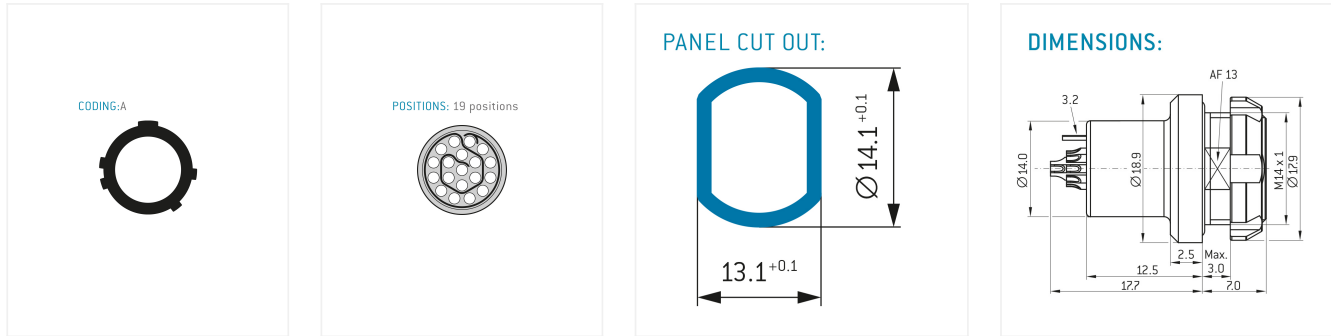 CODING:A
POSITIONS: 19 positions
PANEL CUT OUT:
Ø14.1 +0.1
13.1 +0.1
DIMENSIONS:
AF 13
3.2
Ø14.0
Ø18.9
M14 x 1
Ø17.9
2.5
Max.
3.0
12.5
17.7
7.0